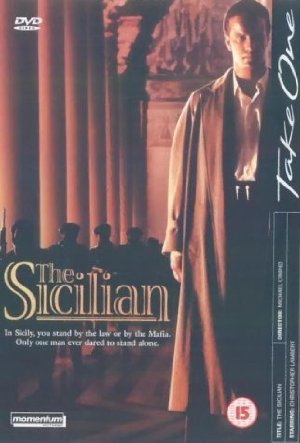 DVD
VIDEO
Take One
The
Sicilian
In Sicily, you stand by the law or by the Mafia.
Only one man ever dared to stand alone.
momentum
PICTURES
15
TITLE: THE SICILIAN
DIRECTOR: MICHAEL CIMINO
STARRING: CHRISTOPHER LAMBERT